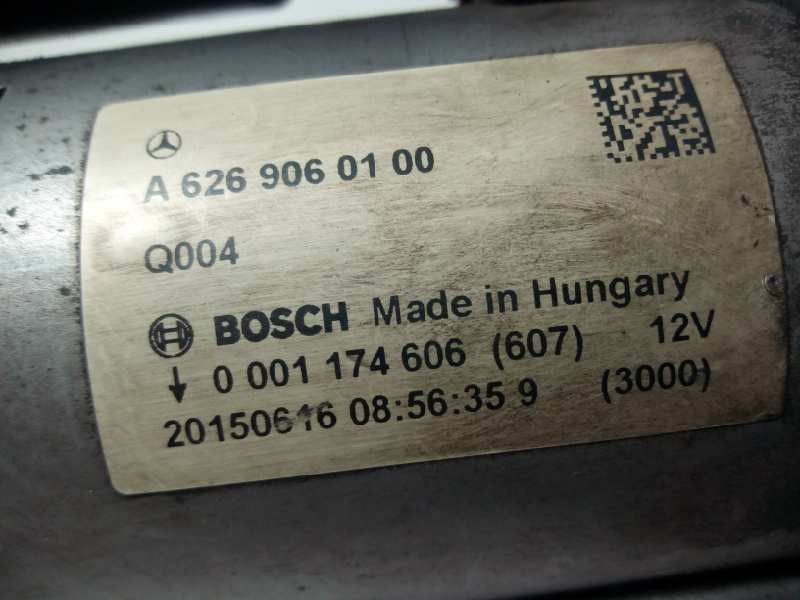 A 626 906 01 00
Q004
BOSCH Made in Hungary
0 001 174 606 (607) 12V
20150616 08:56:35 9 (3000)